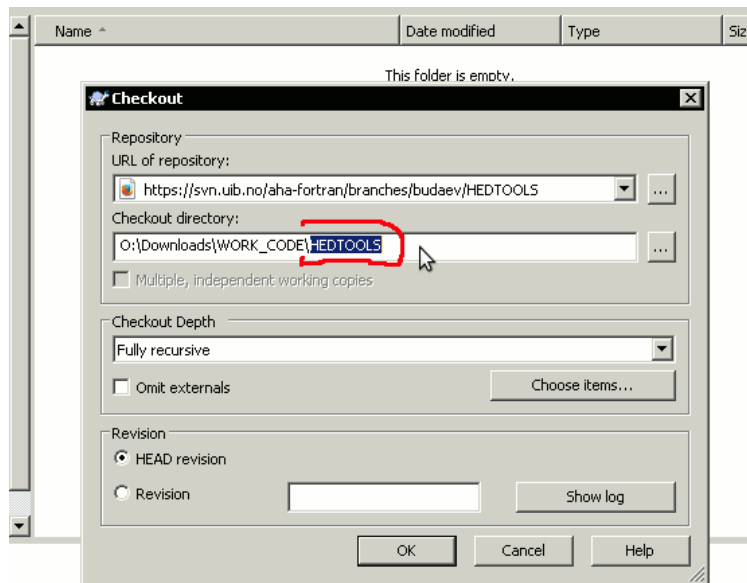 Name Date modified Type Siz
This folder is empty.
Checkout
Repository
URL of repository:
https://svn.uib.no/aha-fortran/branches/budaev/HEDTOOLS ...
Checkout directory:
O:\Downloads\WORK_CODE\HEDTOOLS ...
Multiple, independent working copies
Checkout Depth
Fully recursive
Omit externals Choose items...
Revision
HEAD revision
Revision Show log
OK Cancel Help